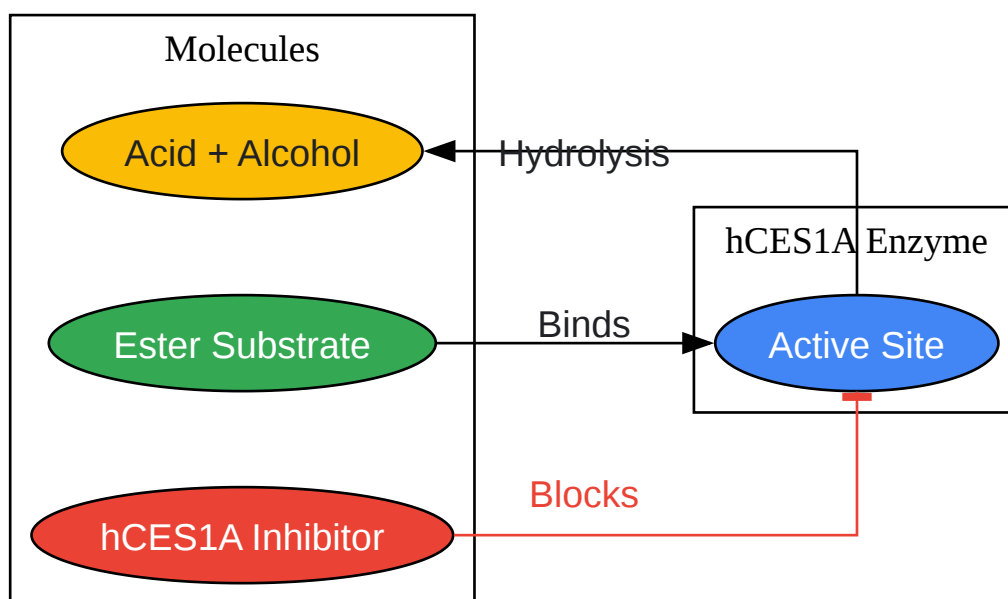 Molecules
Acid + Alcohol
Hydrolysis
hCES1A Enzyme
Ester Substrate
Binds
Active Site
Blocks
hCES1A Inhibitor